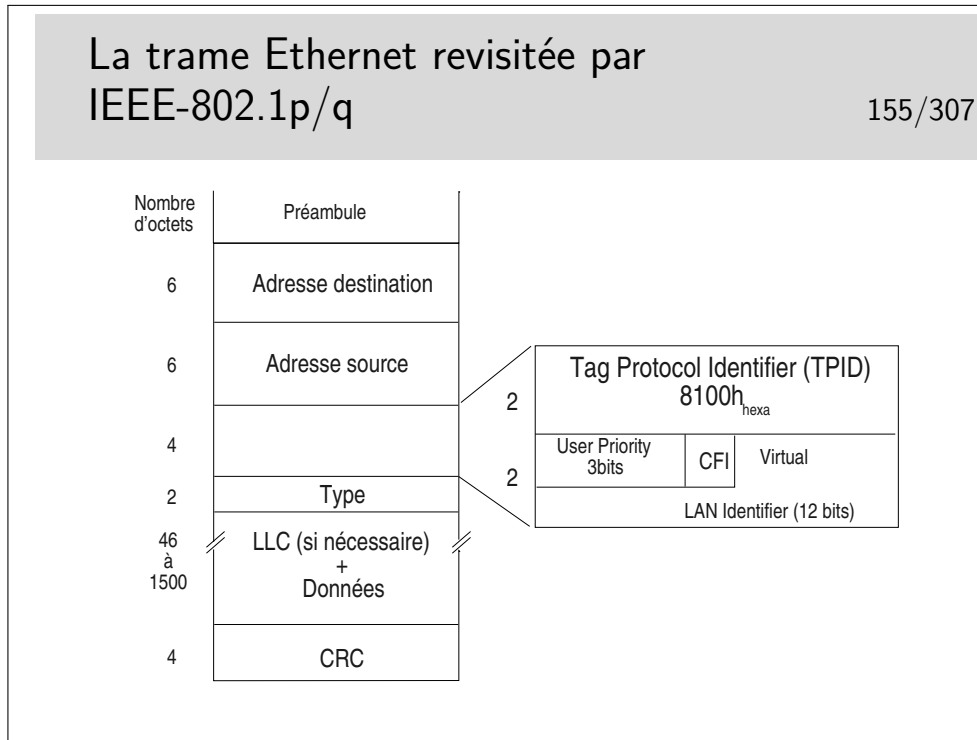 La trame Ethernet revisitée par
IEEE-802.1p/q
155/307
Nombre
d'octets
Préambule
6
Adresse destination
6
Adresse source
4
2
Type
46
à
1500
LLC (si nécessaire)
+
Données
4
CRC
2
Tag Protocol Identifier (TPID)
8100h hexa
2
User Priority
3bits
CFI
Virtual
LAN Identifier (12 bits)